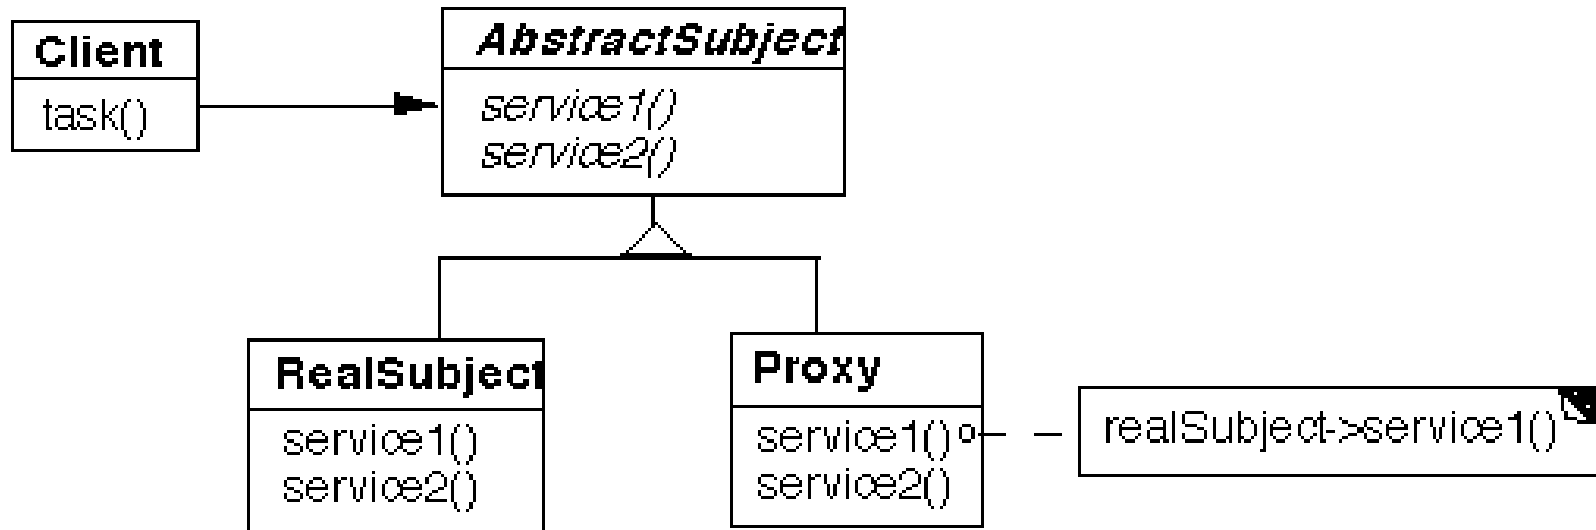 Client
task()
AbstractSubject
service1()
service2()
RealSubject
service1()
service2()
Proxy
service1()
service2()
realSubject->service1()